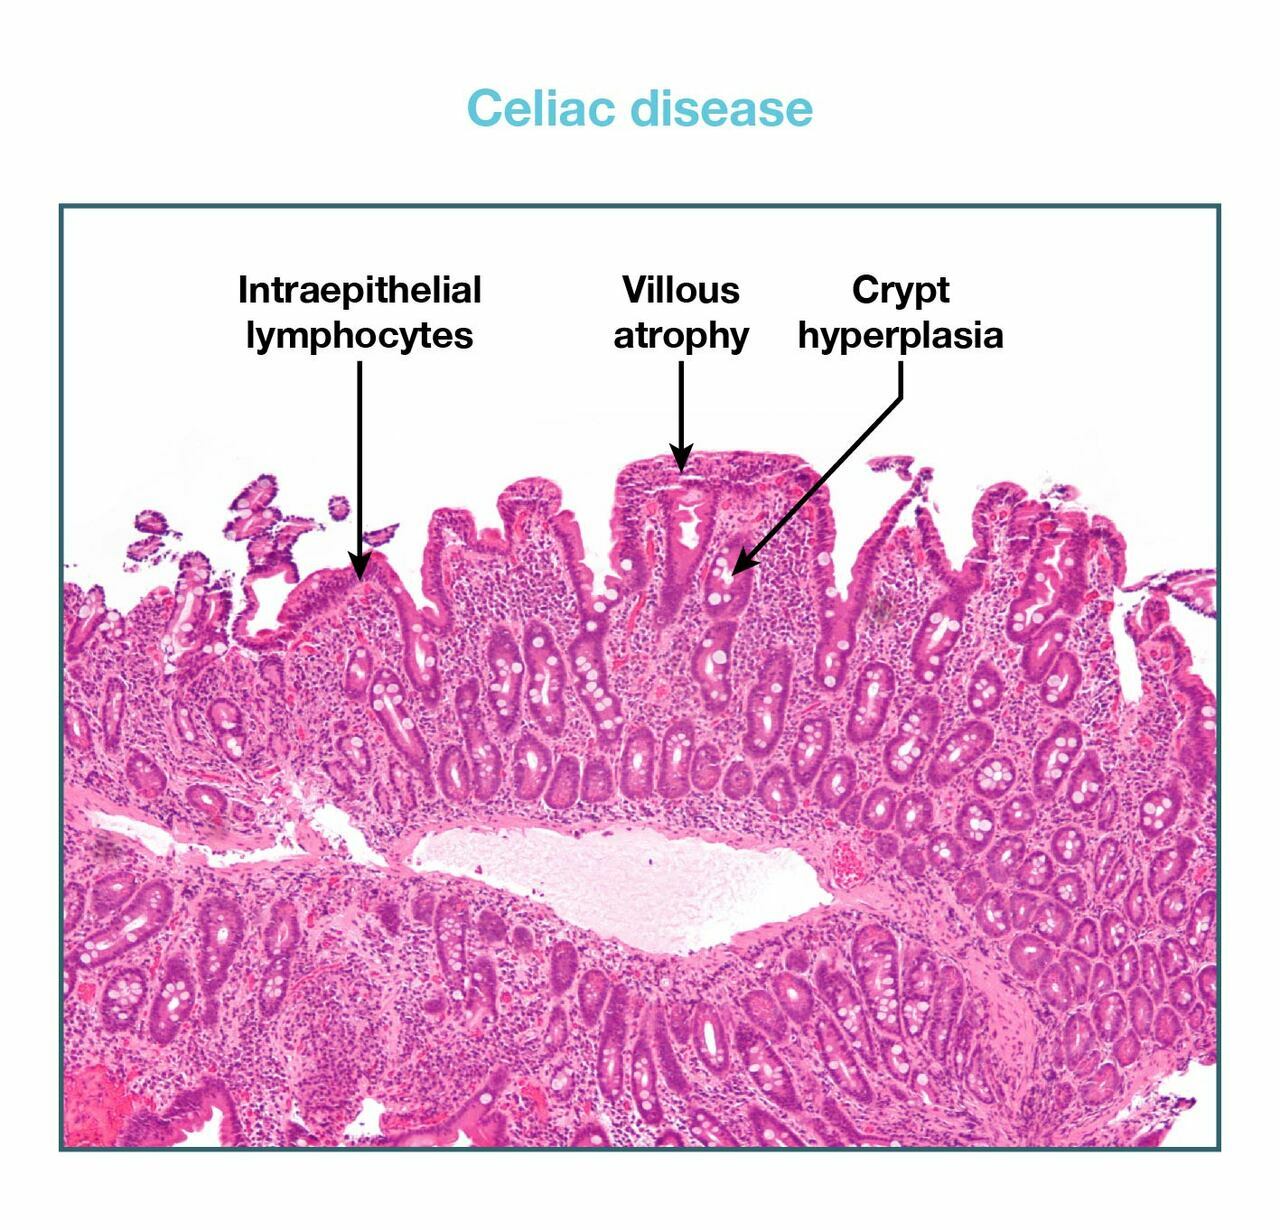 Celiac disease
Intraepithelial
lymphocytes
Villous
atrophy
Crypt
hyperplasia